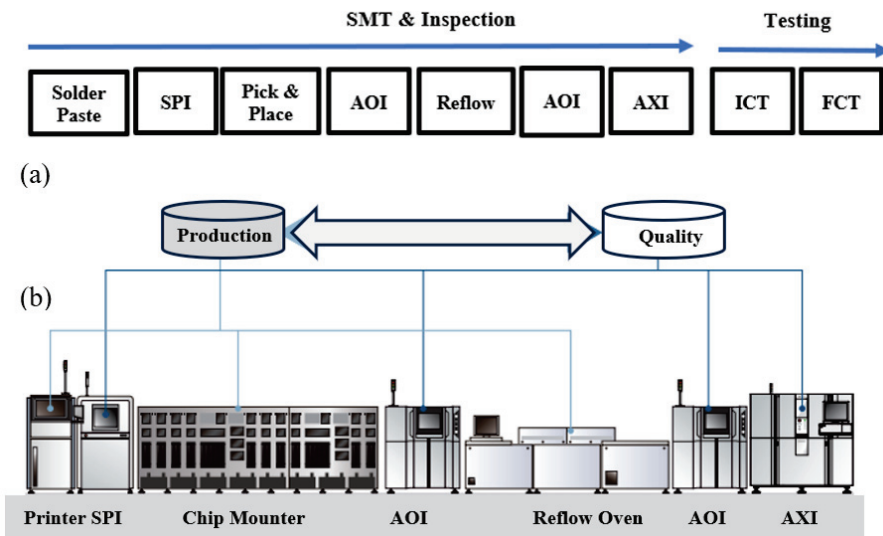 SMT & Inspection
Testing
Solder
Paste
SPI
Pick &
Place
AOI
Reflow
AOI
AXI
ICT
FCT
(a)
Production
Quality
(b)
Printer SPI
Chip Mounter
AOI
Reflow Oven
AOI
AXI